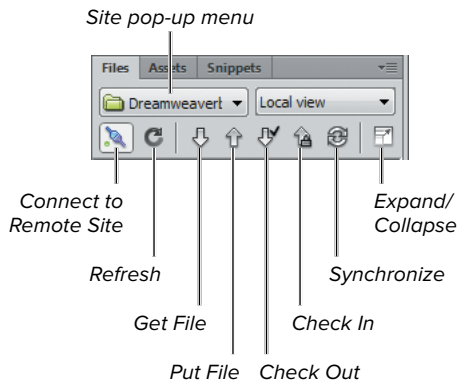 Site pop-up menu
Files Assets Snippets
Dreamweavert Local view
Connect to
Remote Site
Expand/
Collapse
Refresh
Synchronize
Get File
Check In
Put File
Check Out